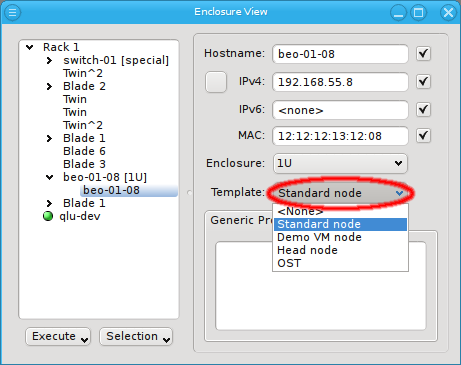 Enclosure View
Rack 1
switch-01 [special]
Twin^2
Blade 2
Twin
Twin
Twin^2
Blade 1
Blade 6
Blade 3
beo-01-08 [1U]
beo-01-08
Blade 1
qlu-dev
Execute
Selection
Hostname: beo-01-08
IPv4: 192.168.55.8
IPv6: <none>
MAC: 12:12:12:13:12:08
Enclosure: 1U
Template: Standard node
<None>
Standard node
Demo VM node
Head node
OST
Generic Pro